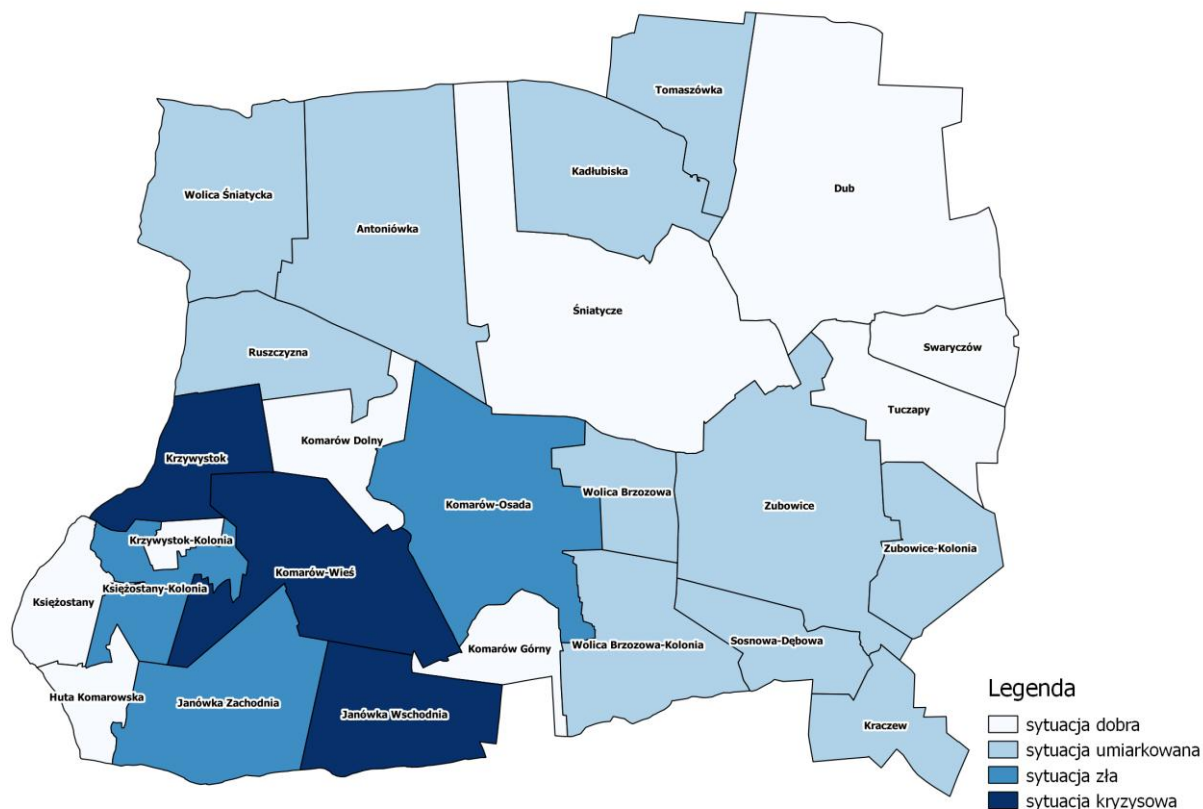 Tomaszówka
Kadłubiska
Dub
Wolica Śniatycka
Antoniówka
Śniatycze
Swaryczów
Ruszczyzna
Tuczapy
Komarów Dolny
Krzywystok
Wolica Brzozowa
Komarów-Osada
Zubowice
Krzywystok-Kolonia
Zubowice-Kolonia
Komarów-Wieś
Księżostany-Kolonia
Księżostany
Sosnowa-Dębowa
Wolica Brzozowa-Kolonia
Komarów Górny
Huta Komarowska
Janówka Zachodnia
Janówka Wschodnia
Kraczew
Legenda
sytuacja dobra
sytuacja umiarkowana
sytuacja zła
sytuacja kryzysowa